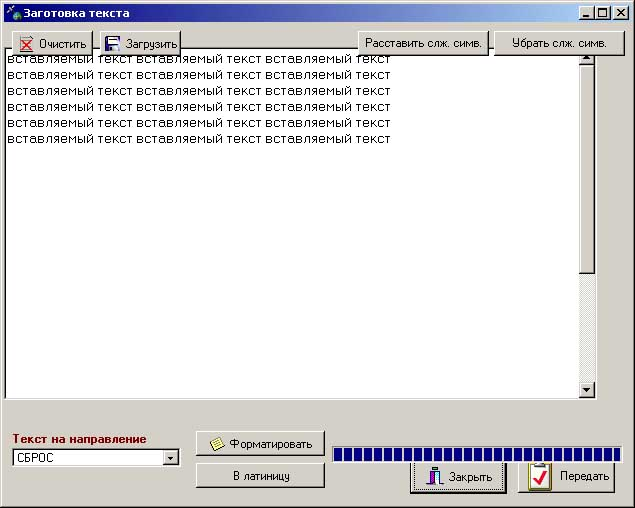 Заготовка текста
Очистить
Загрузить
Расставить слж. симв.
Убрать слж. симв.
вставляемый текст вставляемый текст вставляемый текст
вставляемый текст вставляемый текст вставляемый текст
вставляемый текст вставляемый текст вставляемый текст
вставляемый текст вставляемый текст вставляемый текст
вставляемый текст вставляемый текст вставляемый текст
вставляемый текст вставляемый текст вставляемый текст
Текст на направление
СБРОС
Форматировать
В латиницу
Закрыть
Передать